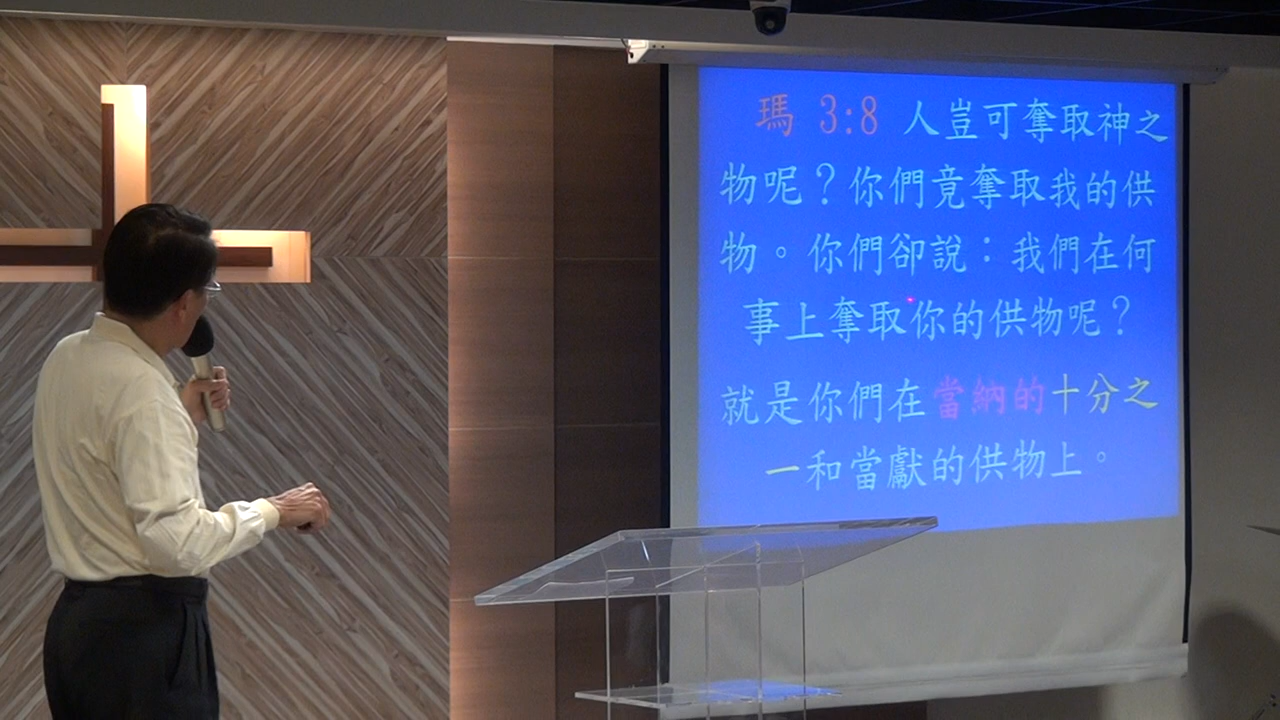 瑪 3:8 人豈可奪取神之
物呢？你們竟奪取我的供
物。你們卻說：我們在何
事上奪取你的供物呢？
就是你們在當納的十分之
一和當獻的供物上。